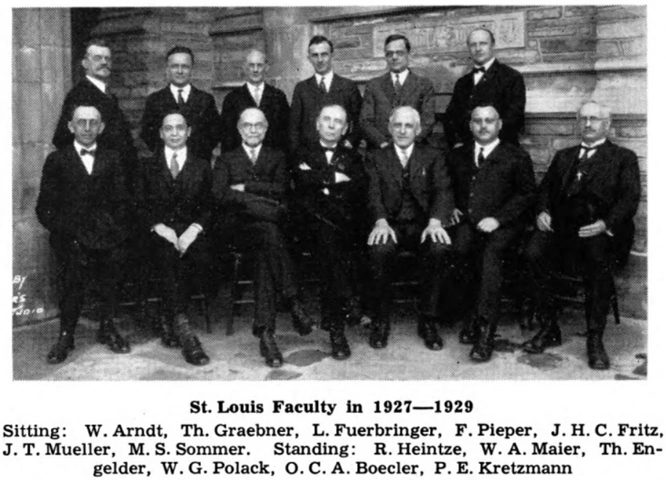 BY
St. Louis Faculty in 1927—1929
Sitting: W. Arndt, Th. Graebner, L. Fuerbringer, F. Pieper, J. H. C. Fritz,
J. T. Mueller, M. S. Sommer. Standing: R. Heintze, W. A. Maier, Th. En-
gelder, W. G. Polack, O. C. A. Boecler, P. E. Kretzmann